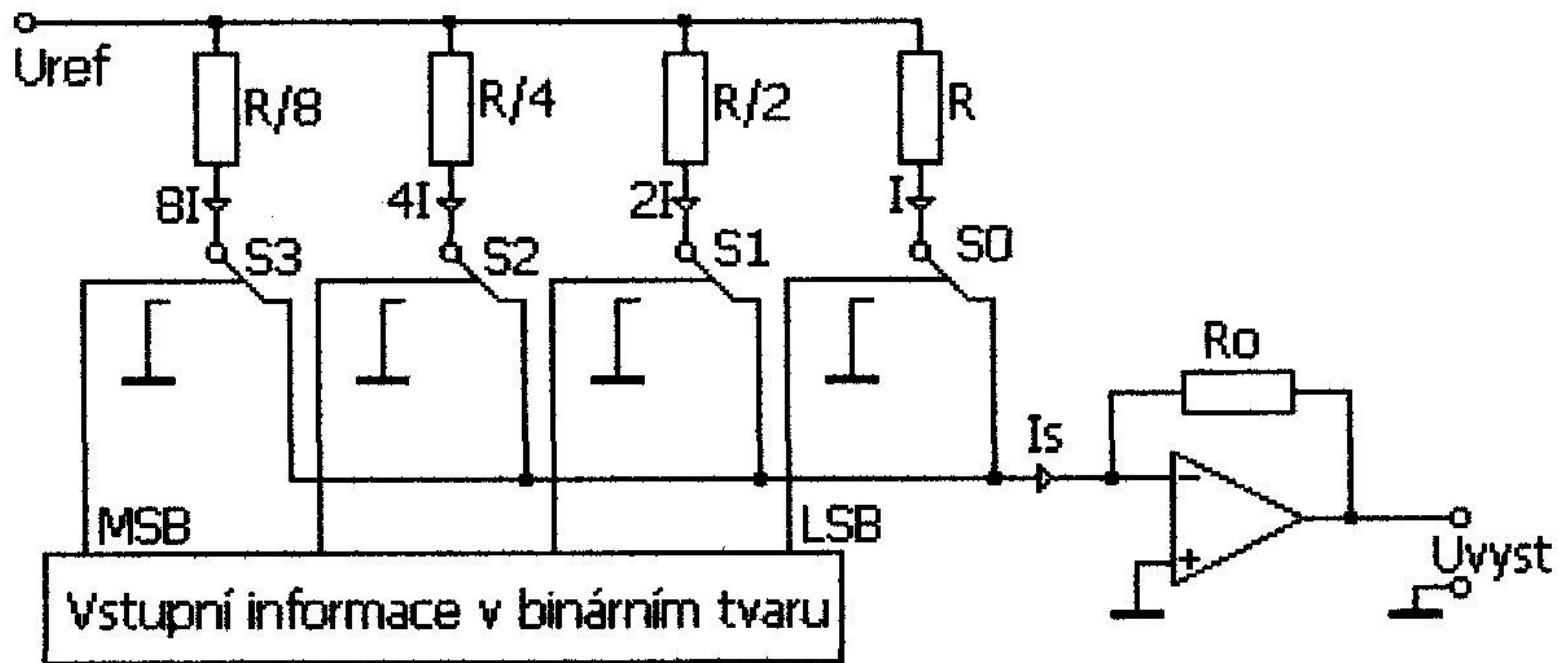 Uref
R/8
R/4
R/2
R
8I
4I
2I
I
S3
S2
S1
S0
Ro
Is
-
+
MSB
LSB
Uvyst
Vstupní informace v binárním tvaru